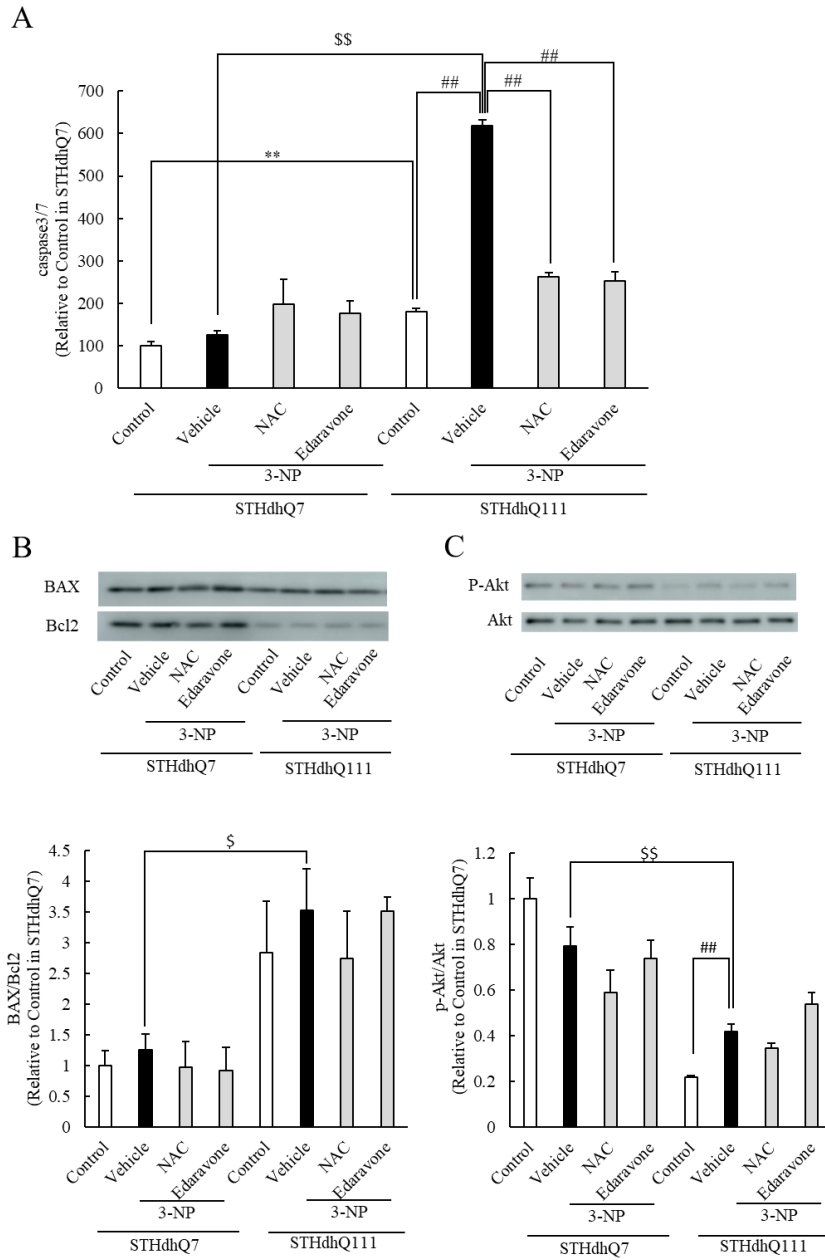 A
$$
##
##
##
**
700
600
500
400
300
200
100
0
caspase3/7
(Relative to Control in STHdhQ7)
Control
Vehicle
NAC
Edaravone
Control
Vehicle
NAC
Edaravone
3-NP
3-NP
STHdhQ7
STHdhQ111
B
BAX
Bcl2
Control
Vehicle
NAC
Edaravone
Control
Vehicle
NAC
Edaravone
3-NP
3-NP
STHdhQ7
STHdhQ111
C
P-Akt
Akt
Control
Vehicle
NAC
Edaravone
Control
Vehicle
NAC
Edaravone
3-NP
3-NP
STHdhQ7
STHdhQ111
$
4.5
4
3.5
3
2.5
2
1.5
1
0.5
0
BAX/Bcl2
(Relative to Control in STHdhQ7)
Control
Vehicle
NAC
Edaravone
Control
Vehicle
NAC
Edaravone
3-NP
3-NP
STHdhQ7
STHdhQ111
$$
##
1.2
1
0.8
0.6
0.4
0.2
0
p-Akt/Akt
(Relative to Control in STHdhQ7)
Control
Vehicle
NAC
Edaravone
Control
Vehicle
NAC
Edaravone
3-NP
3-NP
STHdhQ7
STHdhQ111